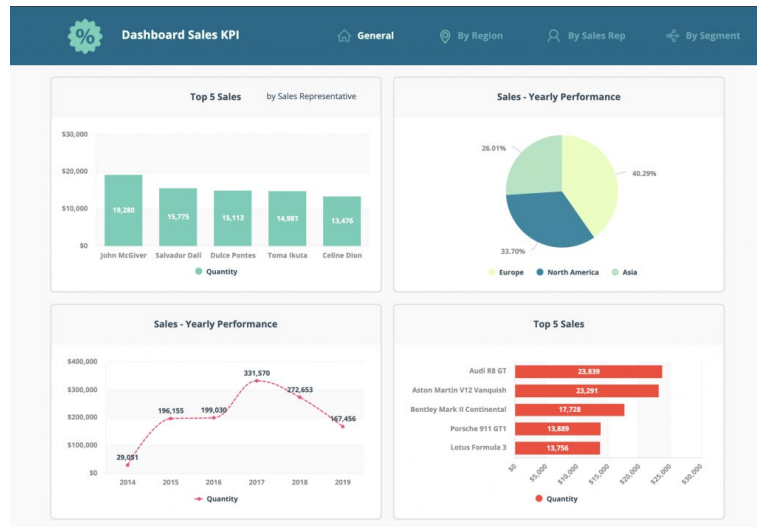 %
Dashboard Sales KPI
General
By Region
By Sales Rep
By Segment
Top 5 Sales
by Sales Representative
$30,000
$20,000
$10,000
$0
19,280
15,775
15,113
14,981
13,476
John McGiver
Salvador Dalí
Dulce Pontes
Toma Ikuta
Celine Dion
Quantity
Sales - Yearly Performance
26.01%
40.29%
33.70%
Europe
North America
Asia
Sales - Yearly Performance
$400,000
$300,000
$200,000
$100,000
$0
29,051
196,155
199,030
331,570
272,653
167,456
2014
2015
2016
2017
2018
2019
Quantity
Top 5 Sales
Audi R8 GT
23,839
Aston Martin V12 Vanquish
23,291
Bentley Mark II Continental
17,728
Porsche 911 GT1
13,889
Lotus Formula 3
13,756
$0
$5,000
$10,000
$15,000
$20,000
$25,000
$30,000
Quantity